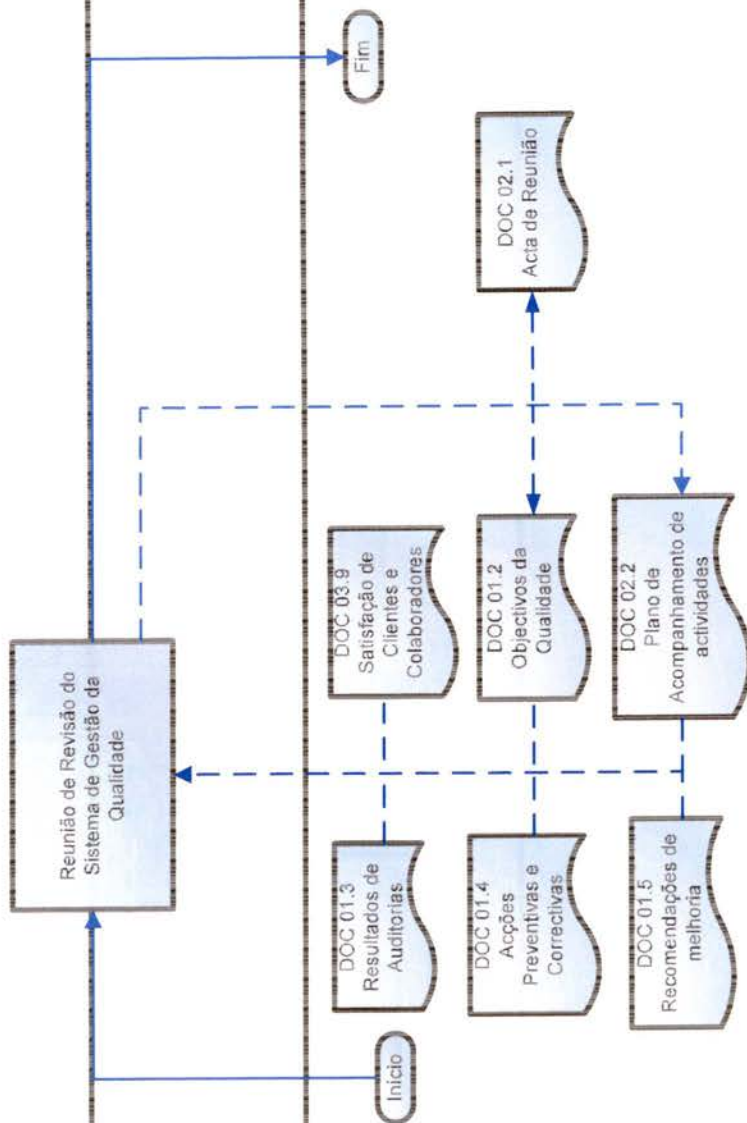 Reunião de Revisão do
Sistema de Gestão da
Qualidade
Início
Fim
DOC 01.3
Resultados de
Auditorias
DOC 03.9
Satisfação de
Clientes e
Colaboradores
DOC 01.4
Acções
Preventivas e
Correctivas
DOC 01.2
Objectivos da
Qualidade
DOC 02.1
Acta de Reunião
DOC 01.5
Recomendações de
melhoria
DOC 02.2
Plano de
Acompanhamento de
actividades